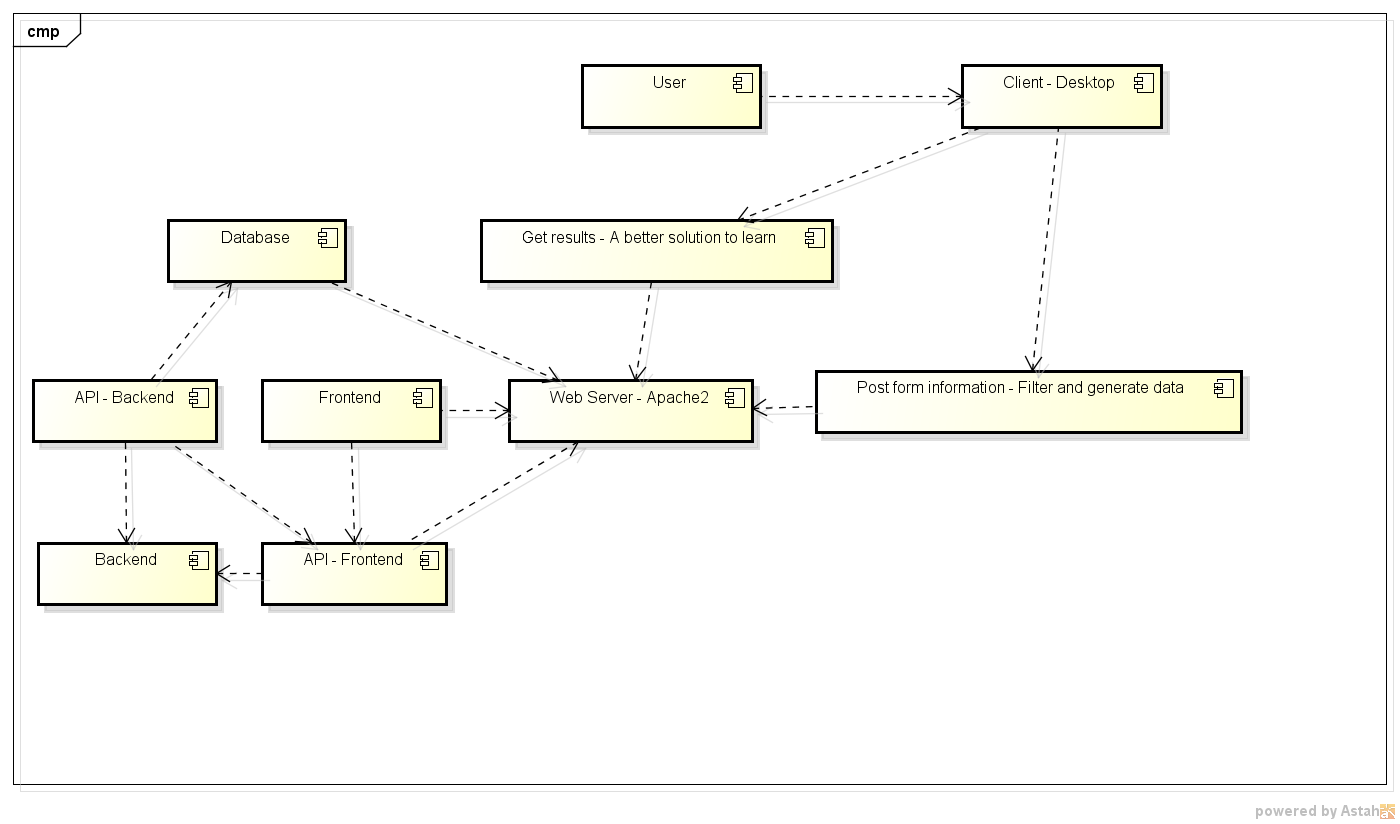 cmp
User
Client - Desktop
Database
Get results - A better solution to learn
API - Backend
Frontend
Web Server - Apache2
Post form information - Filter and generate data
Backend
API - Frontend
powered by Astah